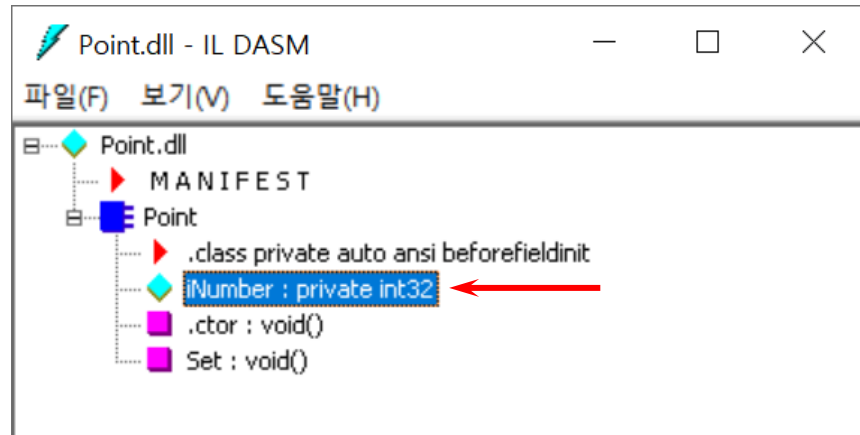 Point.dll - IL DASM
파일(F) 보기(V) 도움말(H)
Point.dll
M A N I F E S T
Point
.class private auto ansi beforefieldinit
iNumber : private int32
.ctor : void()
Set : void()